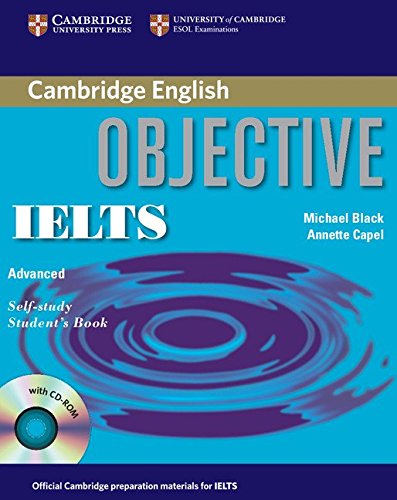 CAMBRIDGE
UNIVERSITY PRESS
UNIVERSITY of CAMBRIDGE
ESOL Examinations
Cambridge English
OBJECTIVE
IELTS
Michael Black
Annette Capel
Advanced
Self-study
Student's Book
with CD-ROM
Official Cambridge preparation materials for IELTS